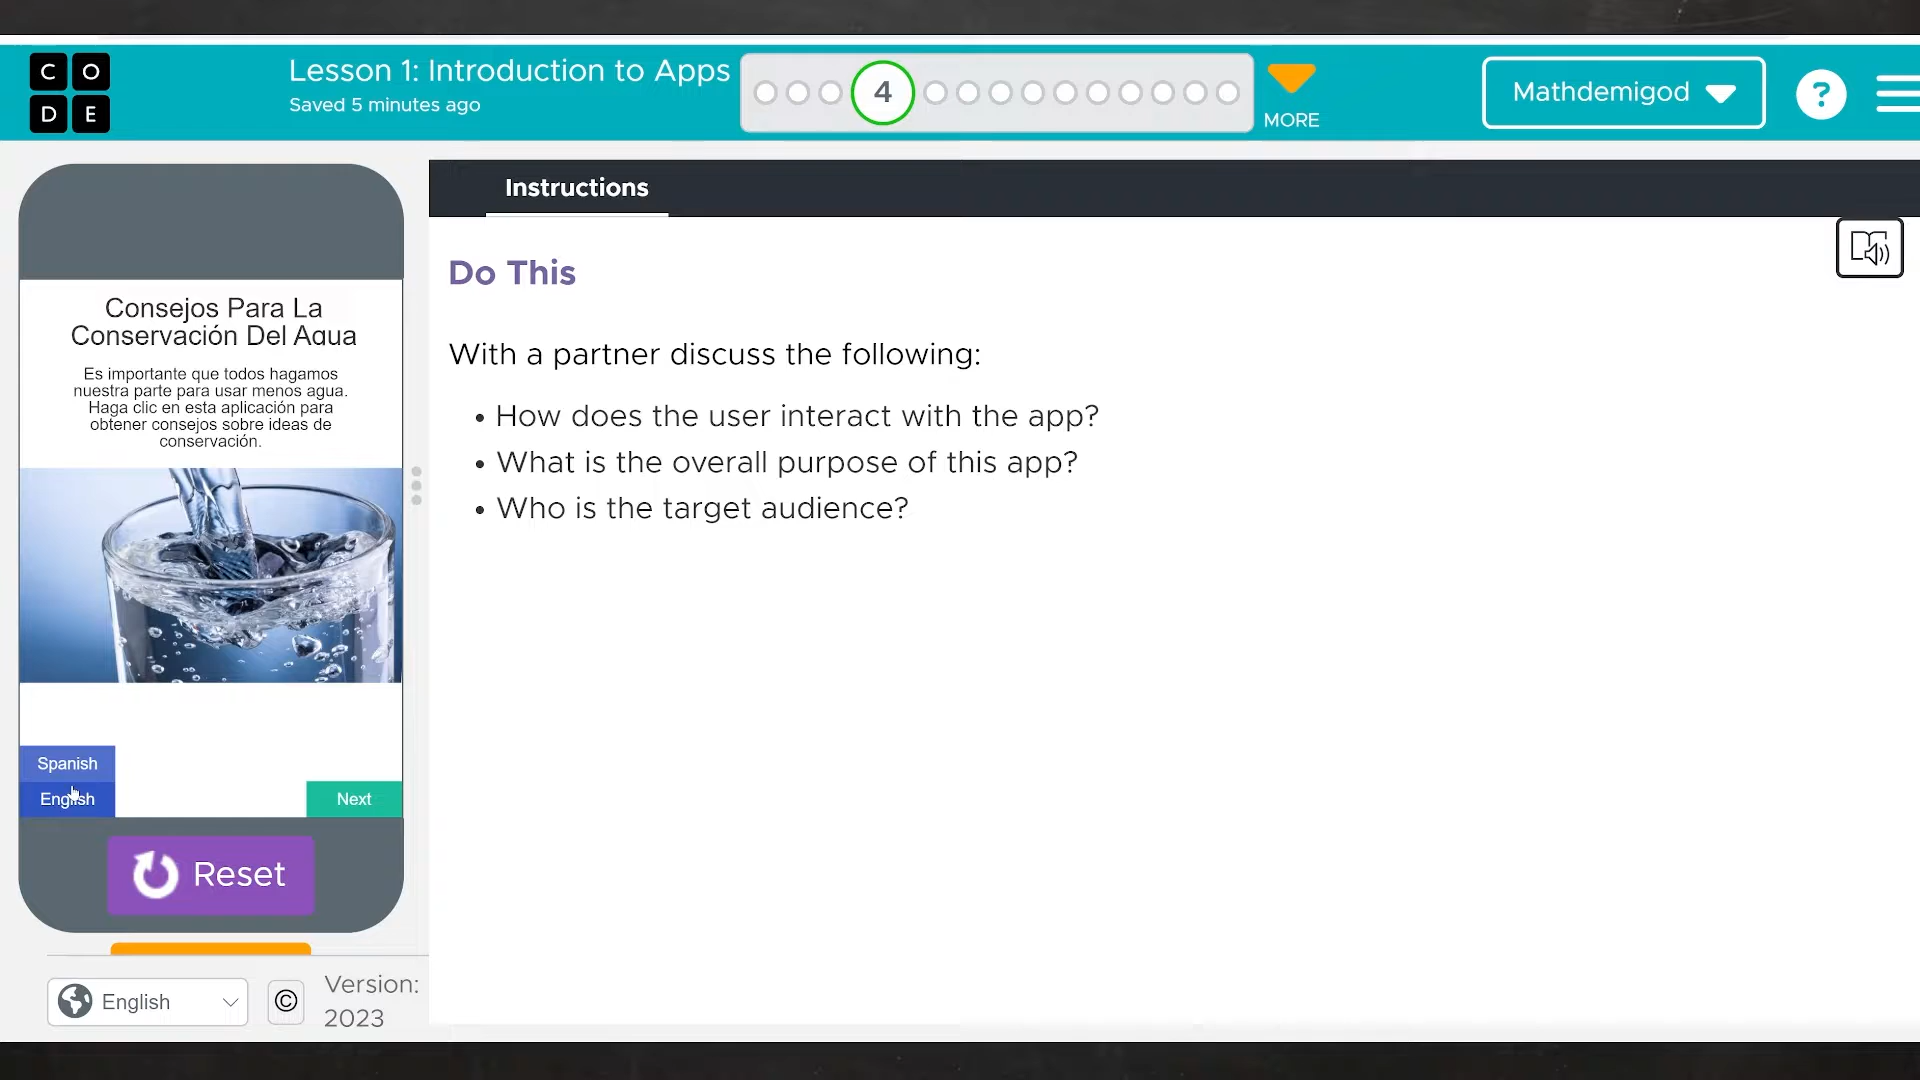 C O
D E
Lesson 1: Introduction to Apps
Saved 5 minutes ago
4
MORE
Mathdemigod
?
Instructions
Do This
With a partner discuss the following:
• How does the user interact with the app?
• What is the overall purpose of this app?
• Who is the target audience?
Consejos Para La
Conservación Del Agua
Es importante que todos hagamos
nuestra parte para usar menos agua.
Haga clic en esta aplicación para
obtener consejos sobre ideas de
conservación.
Spanish
English
Next
Reset
English
©
Version:
2023